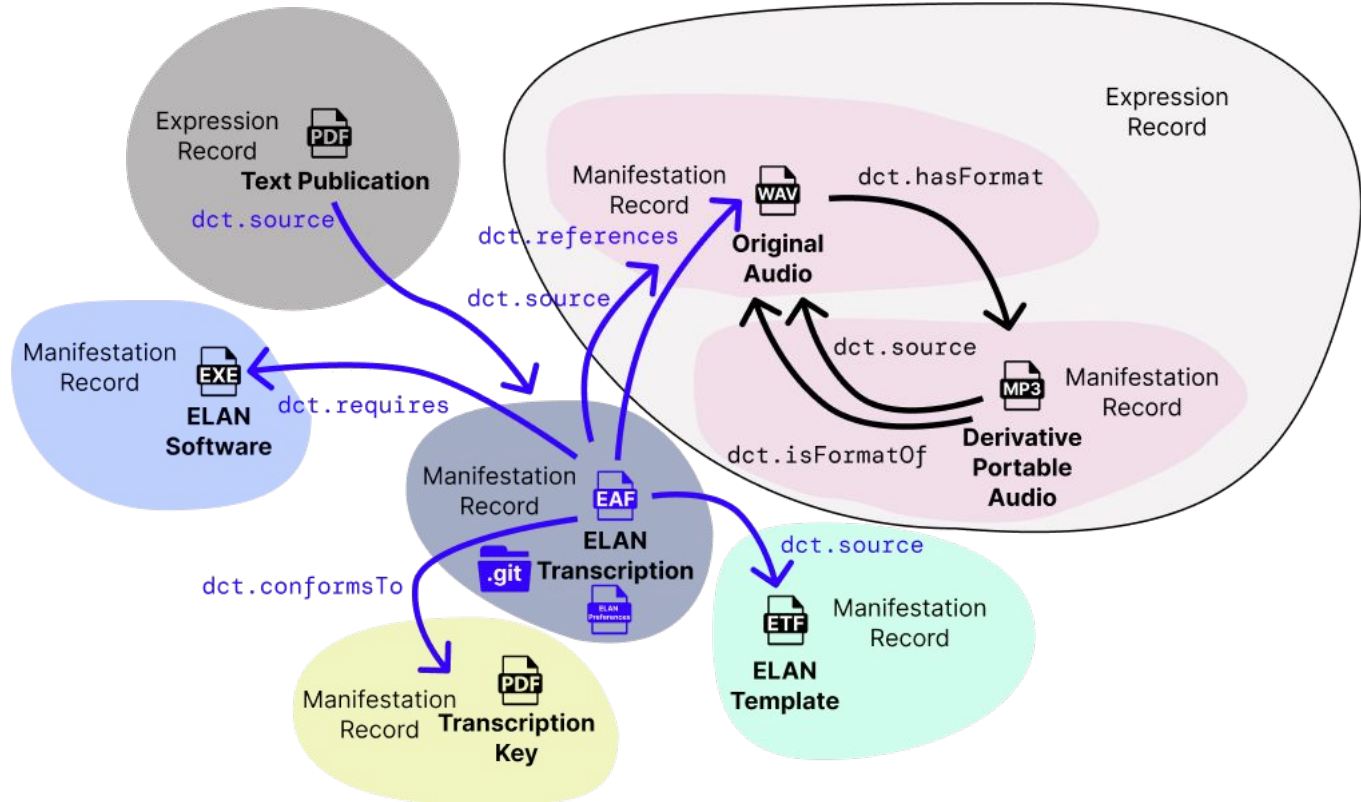 Expression
Record
PDF
Text Publication
dct.source
Expression
Record
Manifestation
Record
WAV
Original
Audio
dct.hasFormat
dct.references
dct.source
dct.source
MP3
Manifestation
Record
Derivative
Portable
Audio
dct.isFormatOf
Manifestation
Record
EXE
ELAN
Software
dct.requires
Manifestation
Record
EAF
ELAN
Transcription
.git
ELAN
Preferences
dct.conformsTo
dct.source
ETF
Manifestation
Record
ELAN
Template
Manifestation
Record
PDF
Transcription
Key